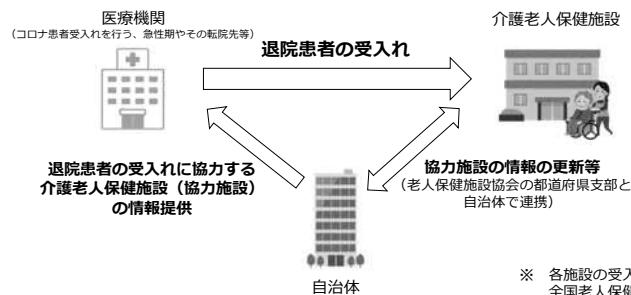 医療機関
（コロナ患者受入れを行う、急性期やその転院先等）
介護老人保健施設
退院患者の受入れ
退院患者の受入れに協力する
介護老人保健施設（協力施設）
の情報提供
協力施設の情報の更新等
（老人保健施設協会の都道府県支部と
自治体で連携）
自治体
※　各施設の受入
全国老人保健